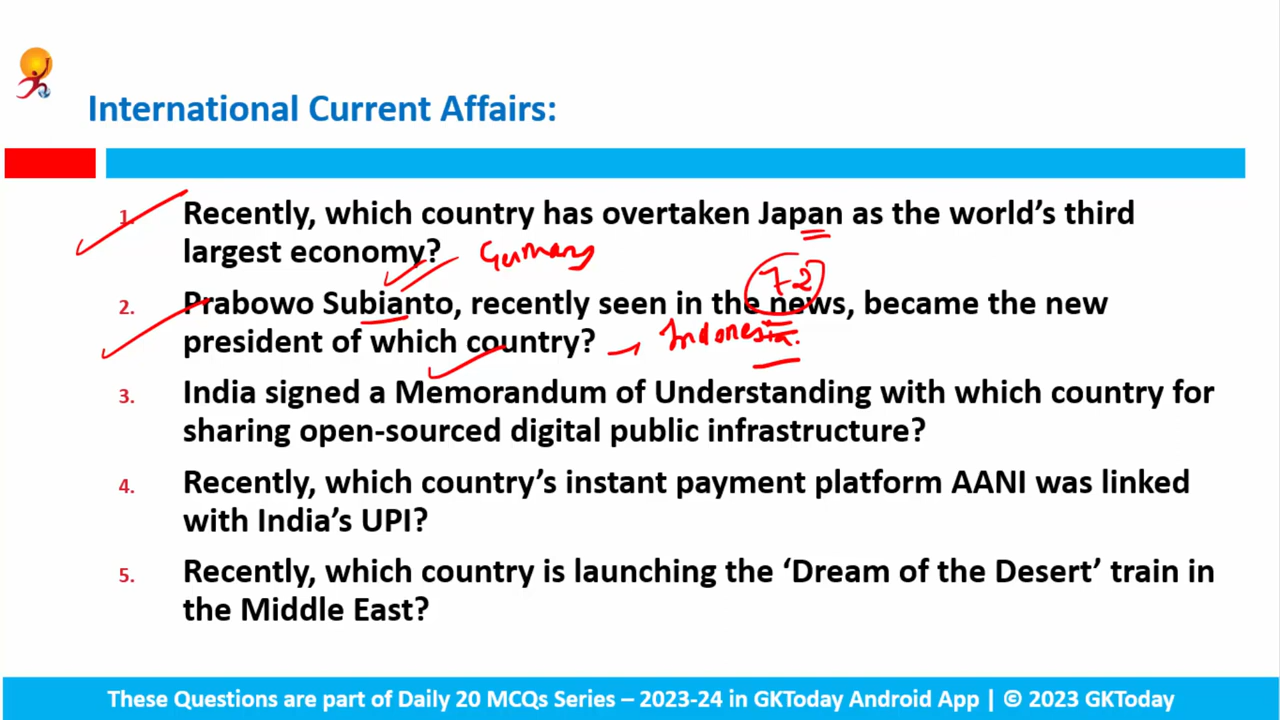 International Current Affairs:
1. Recently, which country has overtaken Japan as the world's third
largest economy?
Germany
72
2. Prabowo Subianto, recently seen in the news, became the new
president of which country?
Indonesia.
3. India signed a Memorandum of Understanding with which country for
sharing open-sourced digital public infrastructure?
4. Recently, which country's instant payment platform AANI was linked
with India's UPI?
5. Recently, which country is launching the ‘Dream of the Desert’ train in
the Middle East?
These Questions are part of Daily 20 MCQs Series – 2023-24 in GKToday Android App | © 2023 GKToday